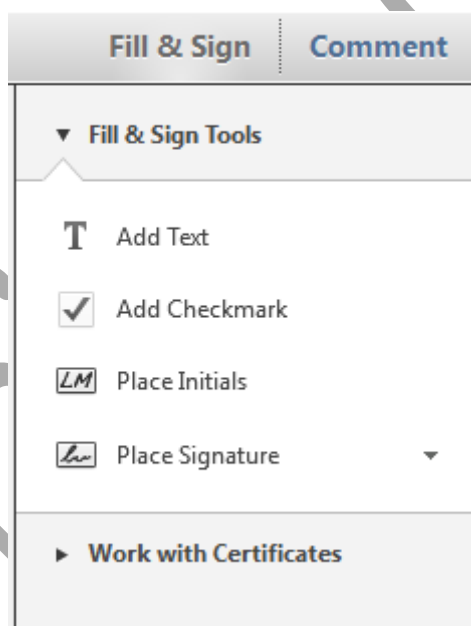 Fill & Sign Comment
Fill & Sign Tools
T Add Text
Add Checkmark
LM Place Initials
Place Signature
Work with Certificates